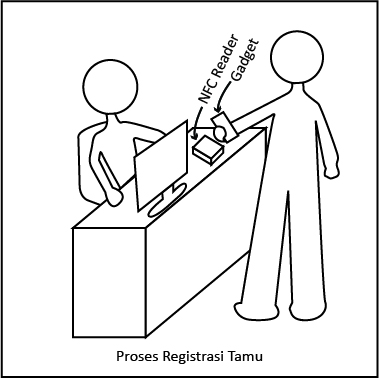 NFC Reader
Gadget
Proses Registrasi Tamu